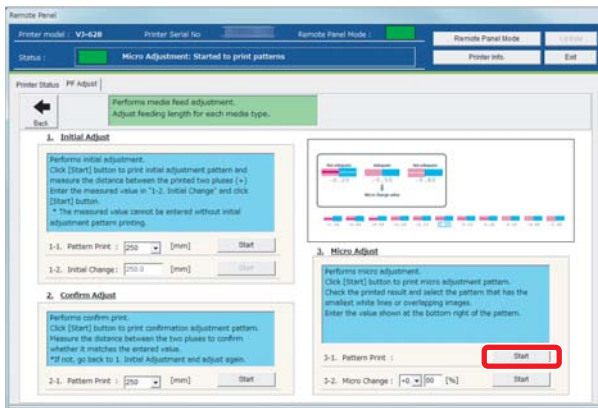 Remote Panel
Printer model : VJ-628
Printer Serial No
Remote Panel Mode :
Remote Panel Mode
Status :
Micro Adjustment: Started to print patterns
Printer Info.
Exit
Printer Status
PF Adjust
Back
Performs media feed adjustment.
Adjust feeding length for each media type.
1. Initial Adjust
Performs initial adjustment.
Click [Start] button to print initial adjustment pattern and
measure the distance between the printed two pluses (+)
Enter the measured value in "1-2. Initial Change" and click
[Start] button.
* The measured value cannot be entered without initial
adjustment pattern printing.
1-1. Pattern Print : 250 [mm] Start
1-2. Initial Change: 250.0 [mm] Start
2. Confirm Adjust
Performs confirm print.
Click [Start] button to print confirmation adjustment pattern.
Measure the distance between the two pluses to confirm
whether it matches the entered value.
*If not, go back to 1. Initial Adjustment and adjust again.
2-1. Pattern Print : 250 [mm] Start
Not adequate
Adequate
Not adequate
Micro change value
3. Micro Adjust
Performs micro adjustment.
Click [Start] button to print micro adjustment pattern.
Check the printed result and select the pattern that has the
smallest white lines or overlapping images.
Enter the value shown at the bottom right of the pattern.
3-1. Pattern Print : Start
3-2. Micro Change : +0. 00 [%] Start